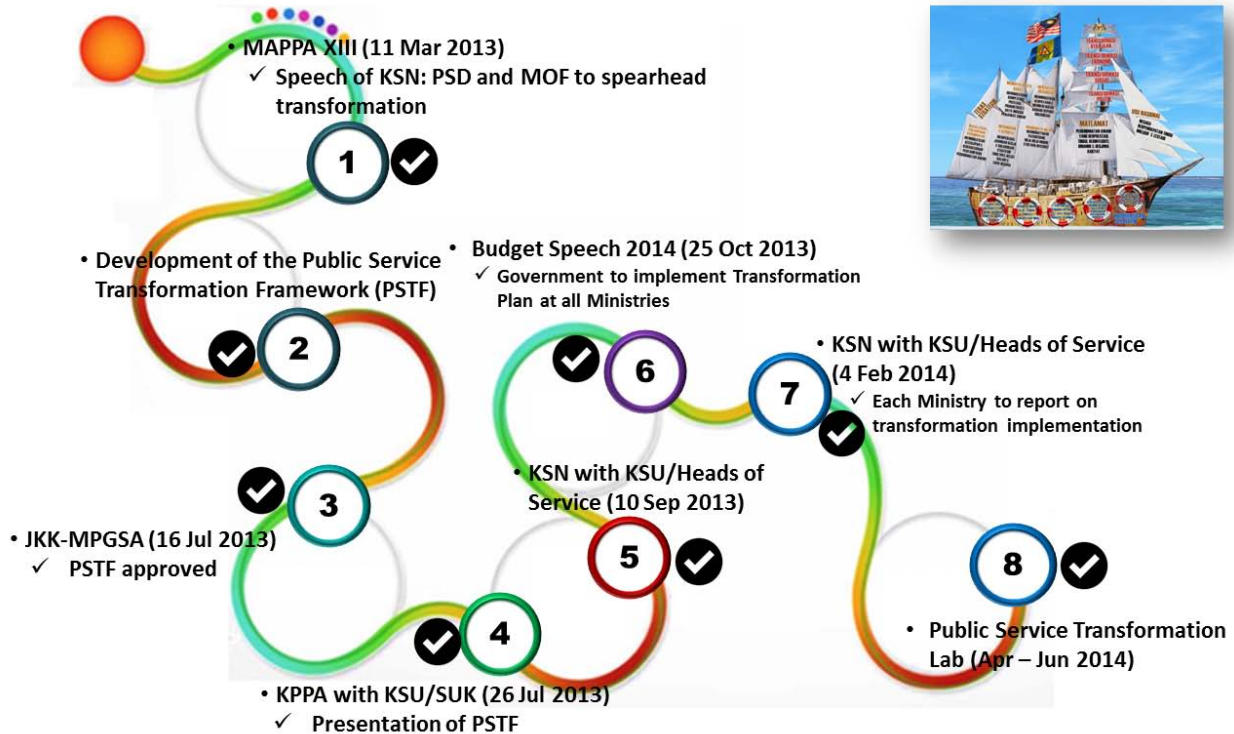 • MAPPA XIII (11 Mar 2013)
✓ Speech of KSN: PSD and MOF to spearhead
transformation
1
• Development of the Public Service
Transformation Framework (PSTF)
2
3
• JKK-MPGSA (16 Jul 2013)
✓ PSTF approved
4
• KPPA with KSU/SUK (26 Jul 2013)
✓ Presentation of PSTF
• KSN with KSU/Heads of
Service (10 Sep 2013)
5
• Budget Speech 2014 (25 Oct 2013)
✓ Government to implement Transformation
Plan at all Ministries
6
7
• KSN with KSU/Heads of Service
(4 Feb 2014)
✓ Each Ministry to report on
transformation implementation
8
• Public Service Transformation
Lab (Apr – Jun 2014)
MATLAMAT